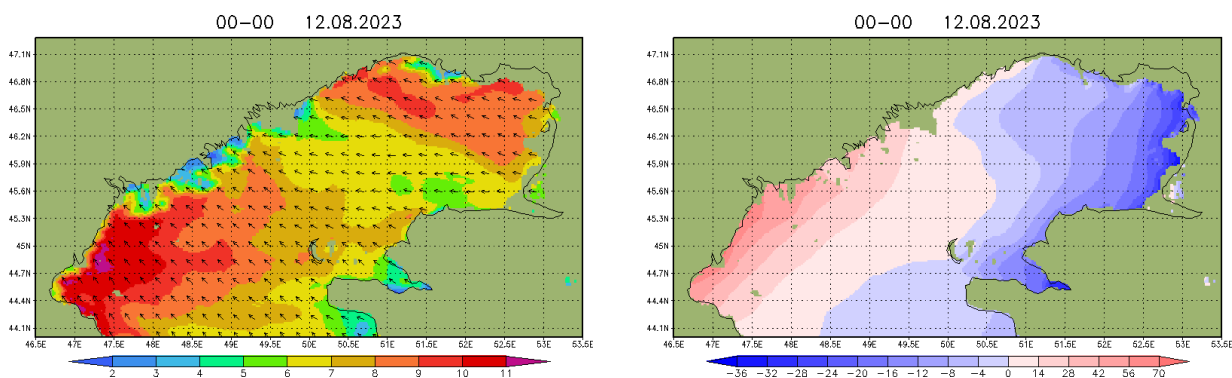 00-00 12.08.2023
47.1N
46.8N
46.5N
46.2N
45.9N
45.6N
45.3N
45N
44.7N
44.4N
44.1N
46.5E 47E 47.5E 48E 48.5E 49E 49.5E 50E 50.5E 51E 51.5E 52E 52.5E 53E 53.5E
2 3 4 5 6 7 8 9 10 11
00-00 12.08.2023
47.1N
46.8N
46.5N
46.2N
45.9N
45.6N
45.3N
45N
44.7N
44.4N
44.1N
46.5E 47E 47.5E 48E 48.5E 49E 49.5E 50E 50.5E 51E 51.5E 52E 52.5E 53E 53.5E
-36 -32 -28 -24 -20 -16 -12 -8 -4 0 14 28 42 56 70